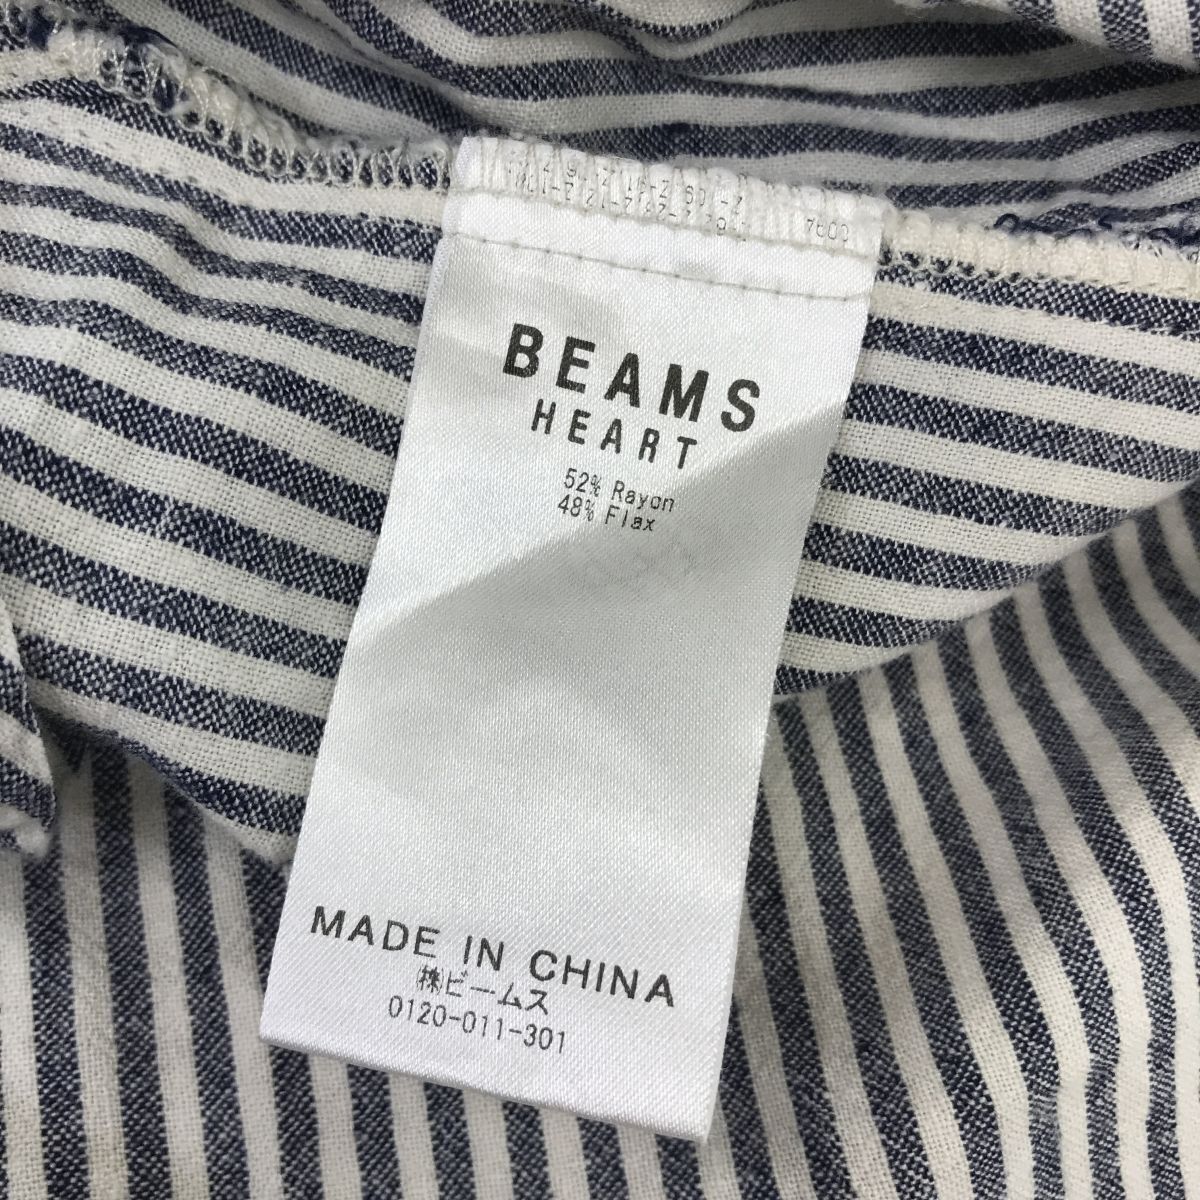 BEAMS
HEART
52% Rayon
48% Flax
MADE IN CHINA
㈱ビームス
0120-011-301